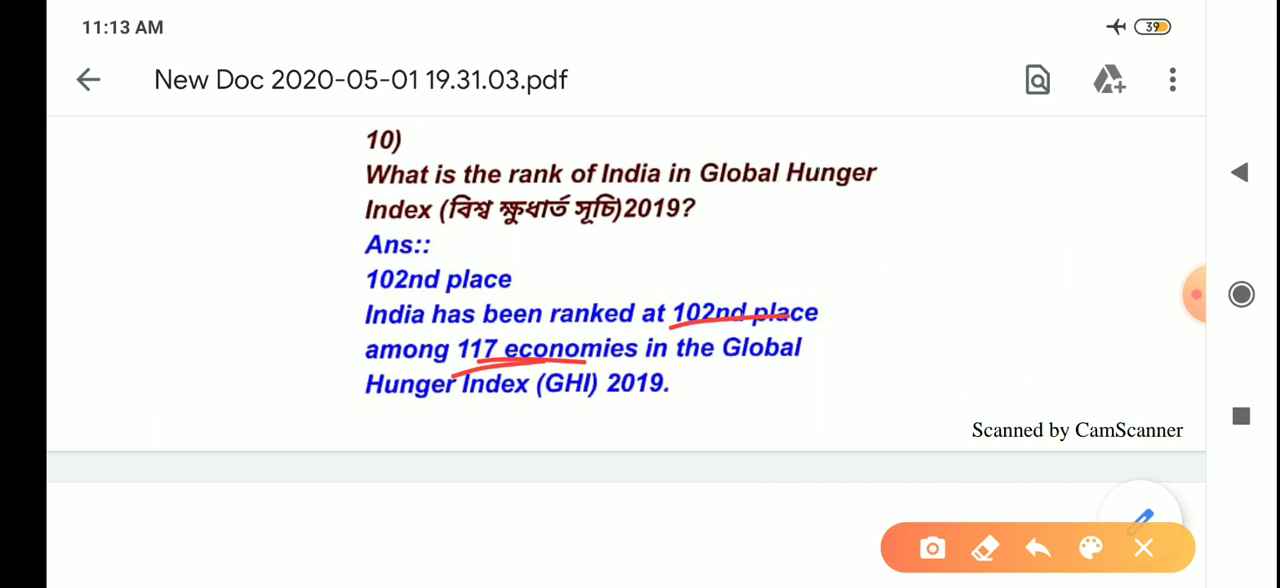 11:13 AM
39
New Doc 2020-05-01 19.31.03.pdf
10)
What is the rank of India in Global Hunger
Index (বিশ্ব ক্ষুধার্ত সূচি)2019?
Ans::
102nd place
India has been ranked at 102nd place
among 117 economies in the Global
Hunger Index (GHI) 2019.
Scanned by CamScanner